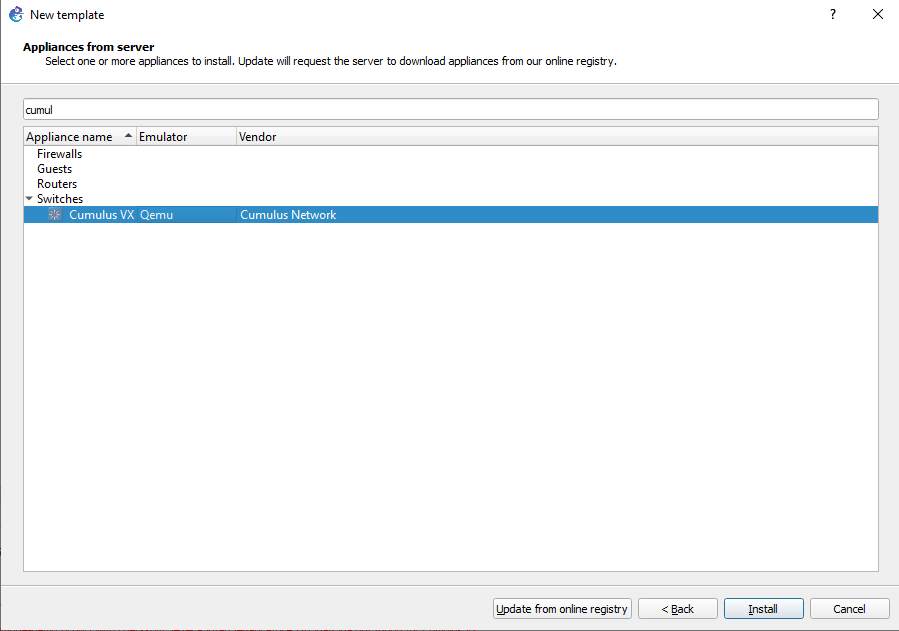 New template
?
Appliances from server
Select one or more appliances to install. Update will request the server to download appliances from our online registry.
cumul
Appliance name Emulator Vendor
Firewalls
Guests
Routers
Switches
Cumulus VX Qemu Cumulus Network
Update from online registry < Back Install Cancel